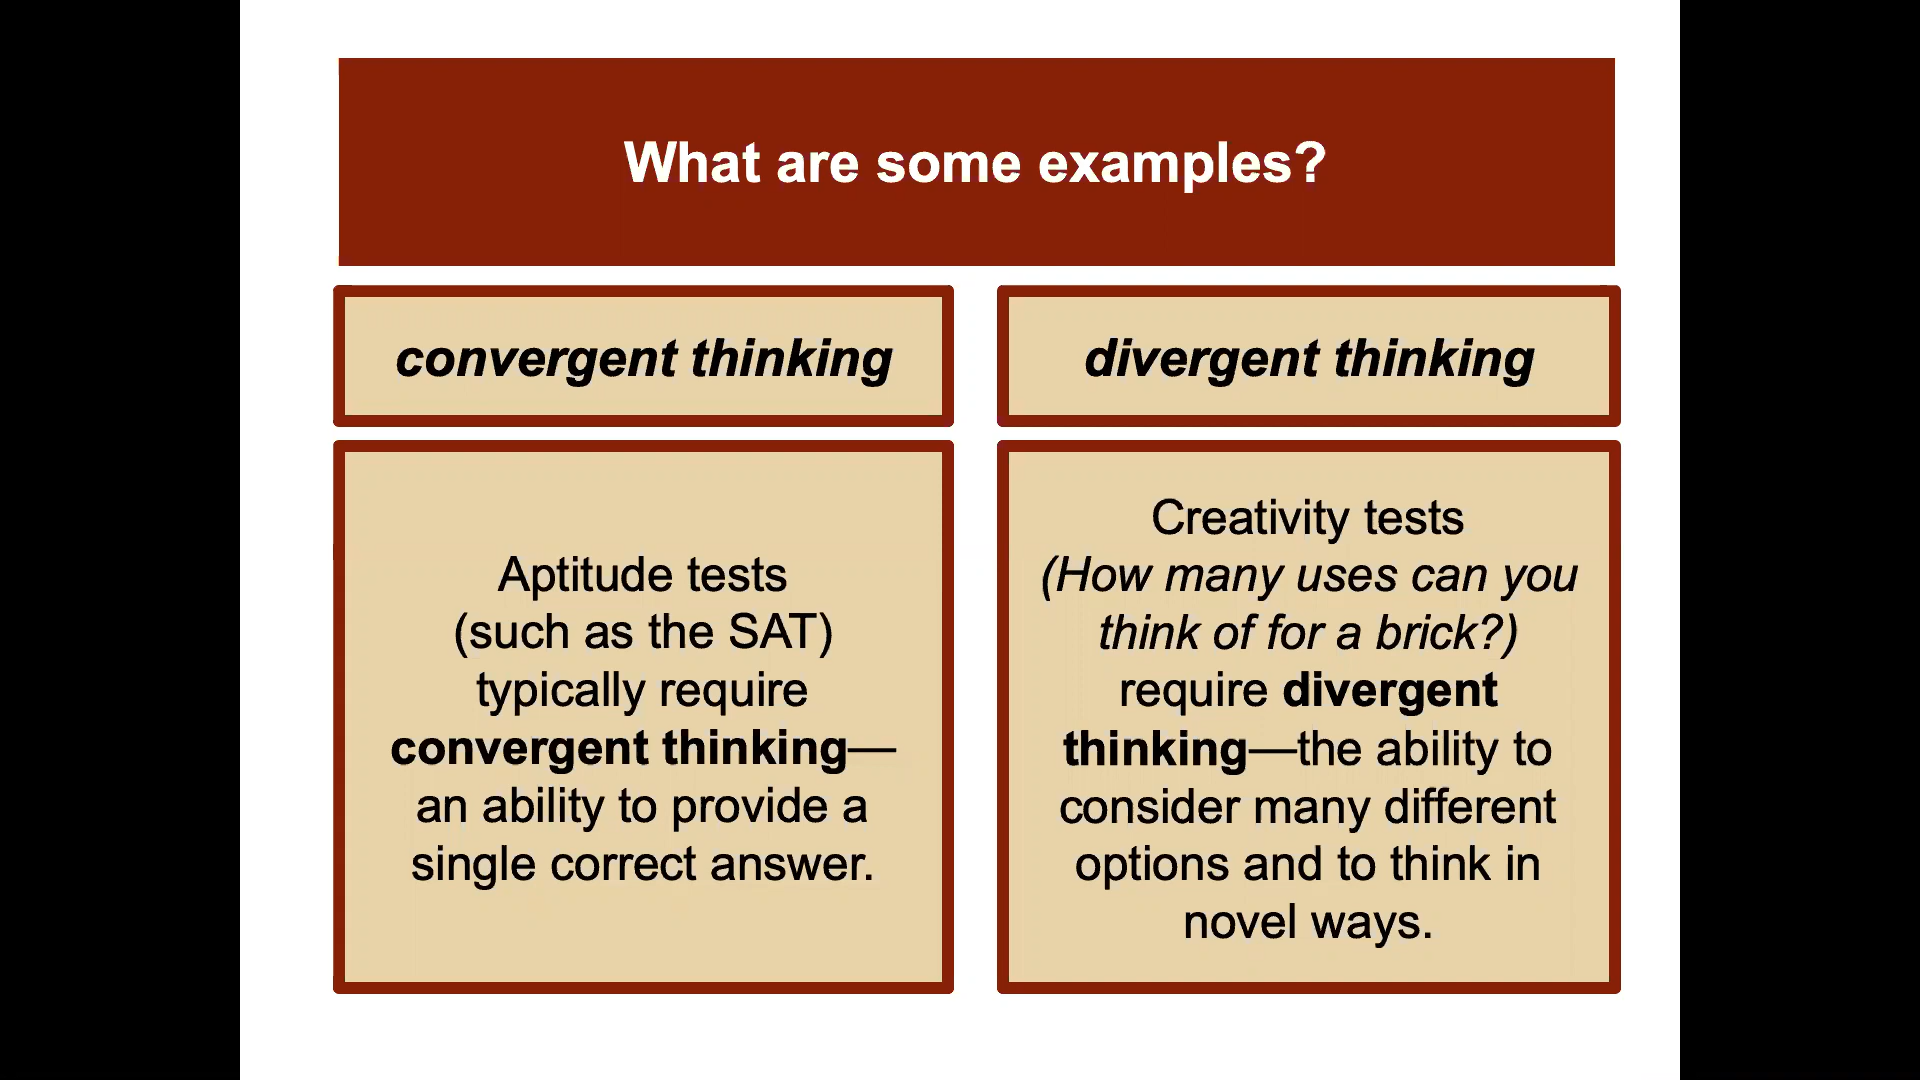 What are some examples?
convergent thinking
divergent thinking
Aptitude tests
(such as the SAT)
typically require
convergent thinking—
an ability to provide a
single correct answer.
Creativity tests
(How many uses can you
think of for a brick?)
require divergent
thinking—the ability to
consider many different
options and to think in
novel ways.